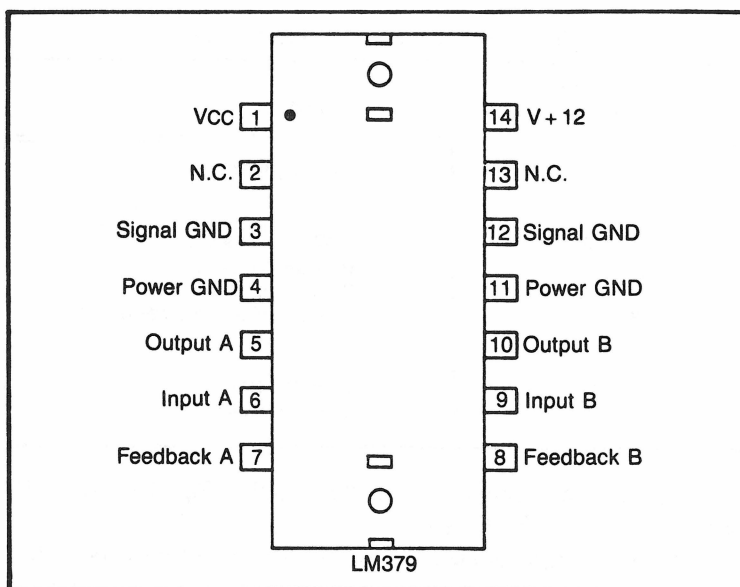 VCC 1 14 V + 12
N.C. 2 13 N.C.
Signal GND 3 12 Signal GND
Power GND 4 11 Power GND
Output A 5 10 Output B
Input A 6 9 Input B
Feedback A 7 8 Feedback B
LM379